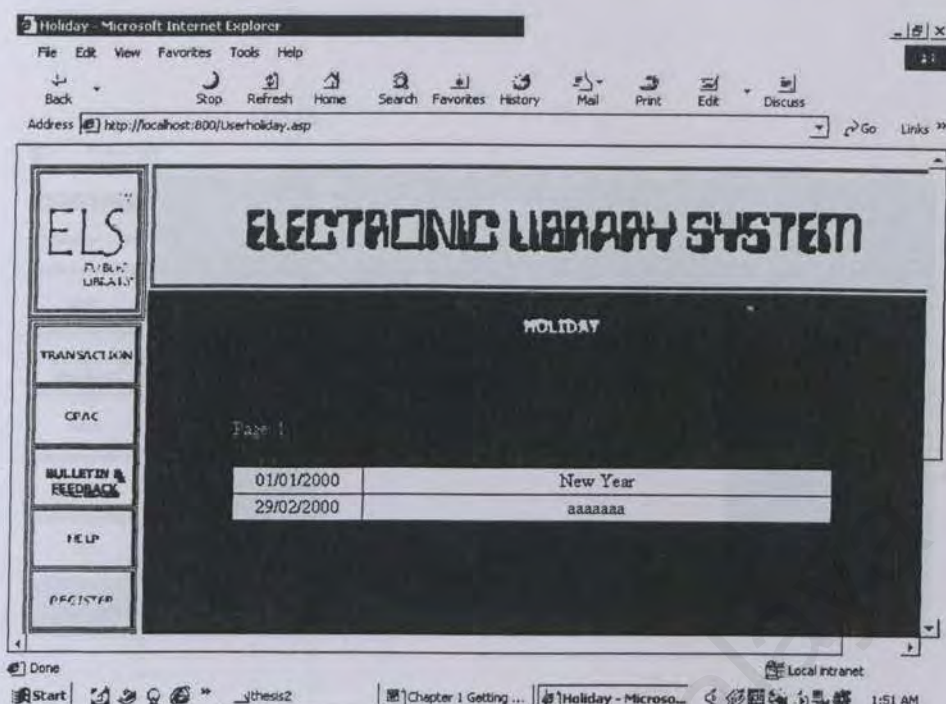 Holiday - Microsoft Internet Explorer
File Edit View Favorites Tools Help
Back Stop Refresh Home Search Favorites History Mail Print Edit Discuss
Address http://localhost:800/Userholiday.asp Go Links »
ELS
PUBLIC
LIBRARY
ELECTRONIC LIBRARY SYSTEM
HOLIDAY
TRANSACTION
OPAC
BULLETIN &
FEEDBACK
HELP
REGISTER
Page 1
01/01/2000 New Year
29/02/2000 aaaaaaa
Done Local intranet
Start » thesis2 Chapter 1 Getting ... Holiday - Microso... 1:51 AM